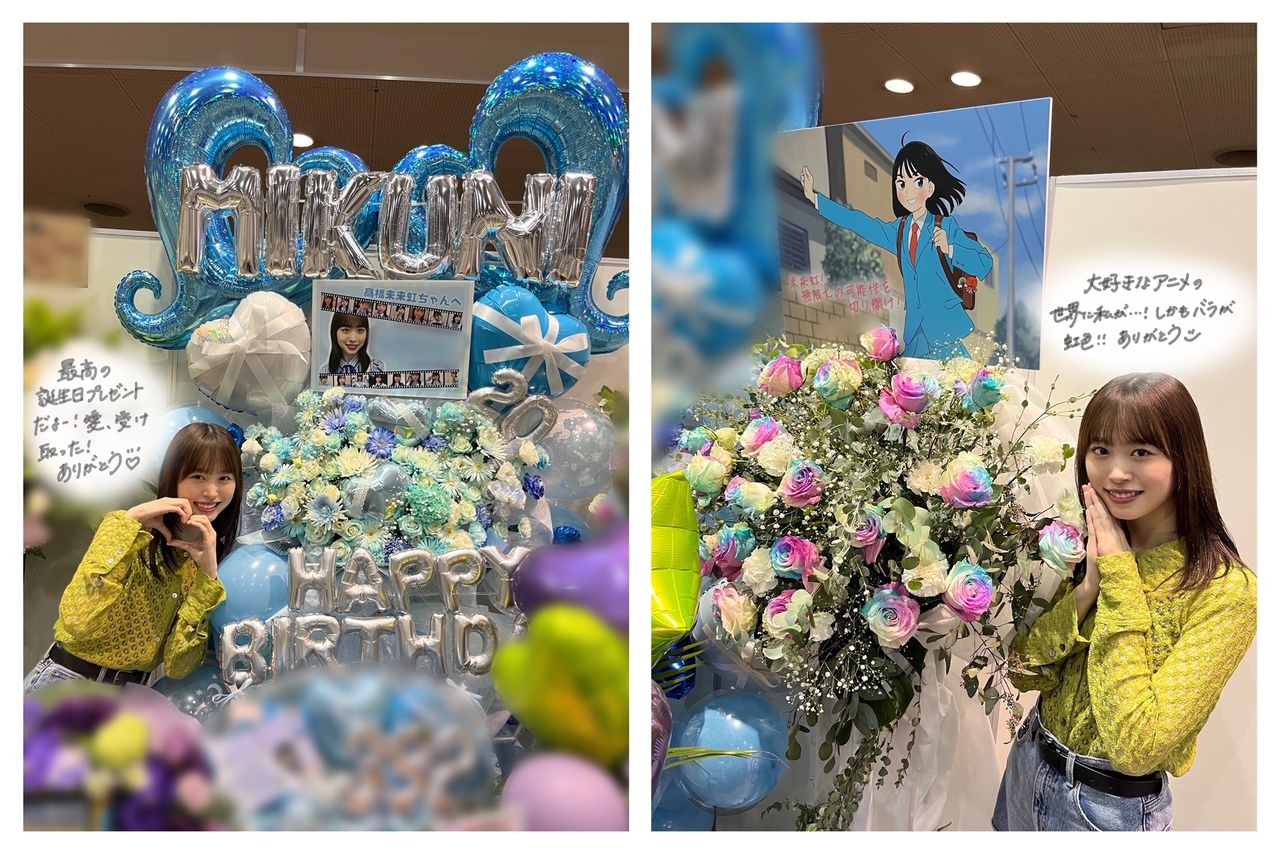 MIKUNI
髙橋未来虹ちゃんへ
20
最高の
誕生日プレゼント
だよー!愛、受け
取った!
ありがとう♡
HAPPY
BIRTHD
未来虹!
無限大の可能性を
切り開け!
大好きなアニメの
世界に私が…!しかもバラが
虹色!!ありがとう